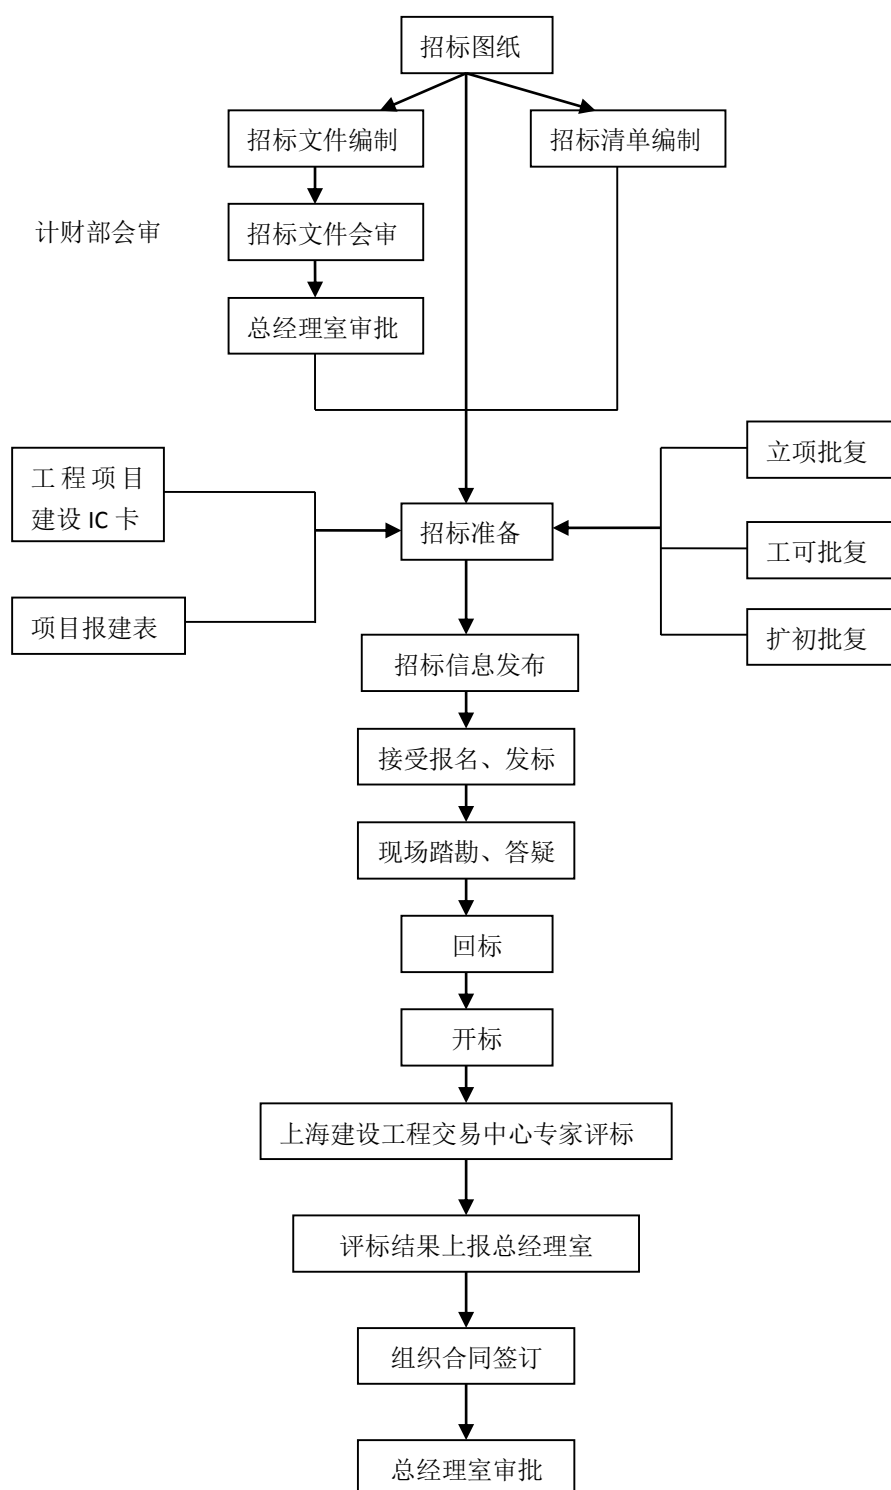 招标图纸
招标文件编制
招标清单编制
计财部会审
招标文件会审
总经理室审批
工程项目
建设 IC 卡
立项批复
招标准备
工可批复
项目报建表
扩初批复
招标信息发布
接受报名、发标
现场踏勘、答疑
回标
开标
上海建设工程交易中心专家评标
评标结果上报总经理室
组织合同签订
总经理室审批